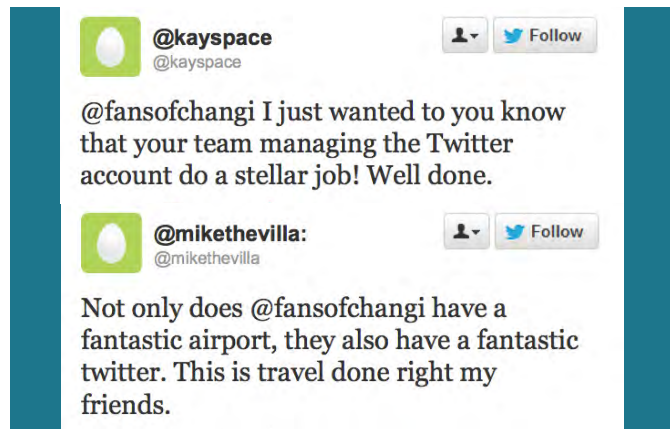 @kayspace
Follow
@kayspace
@fansofchangi I just wanted to you know
that your team managing the Twitter
account do a stellar job! Well done.
@mikethevilla:
Follow
@mikethevilla
Not only does @fansofchangi have a
fantastic airport, they also have a fantastic
twitter. This is travel done right my
friends.